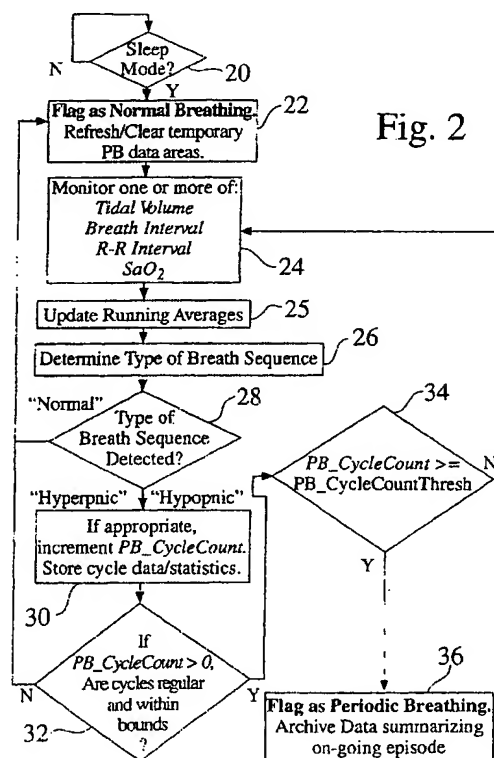 Sleep
Mode?
N
20
Y
Flag as Normal Breathing.
Refresh/Clear temporary
PB data areas.
22
Fig. 2
Monitor one or more of:
Tidal Volume
Breath Interval
R-R Interval
SaO2
24
Update Running Averages
25
Determine Type of Breath Sequence
26
"Normal"
28
Type of
Breath Sequence
Detected?
34
PB_CycleCount >=
PB_CycleCountThresh
N
"Hyperpnic" "Hypopnic"
If appropriate,
increment PB_CycleCount.
Store cycle data/statistics.
30
Y
If
PB_CycleCount > 0,
Are cycles regular
and within
bounds
?
N
Y
32
36
Flag as Periodic Breathing.
Archive Data summarizing
on-going episode